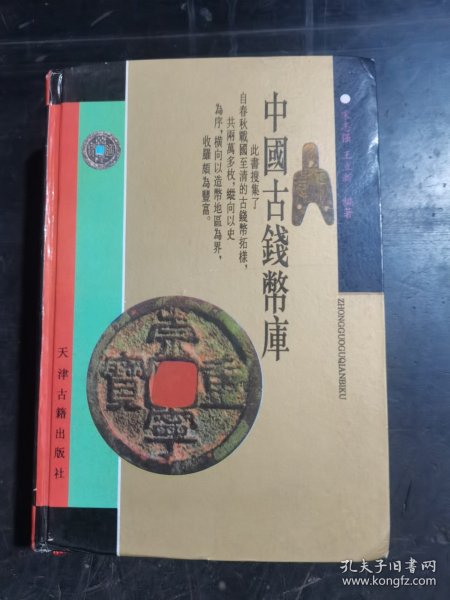 中國古錢幣庫
此書搜集了
自春秋戰國至清的古錢幣拓樣，
共兩萬多枚，縱向以史
為序，橫向以造幣地區為界，
收羅頗為豐富。
編著
ZHONGGUOGUQIANBIKU
崇寧重寶
天津古籍出版社
孔夫子旧书网
www.kongfz.com